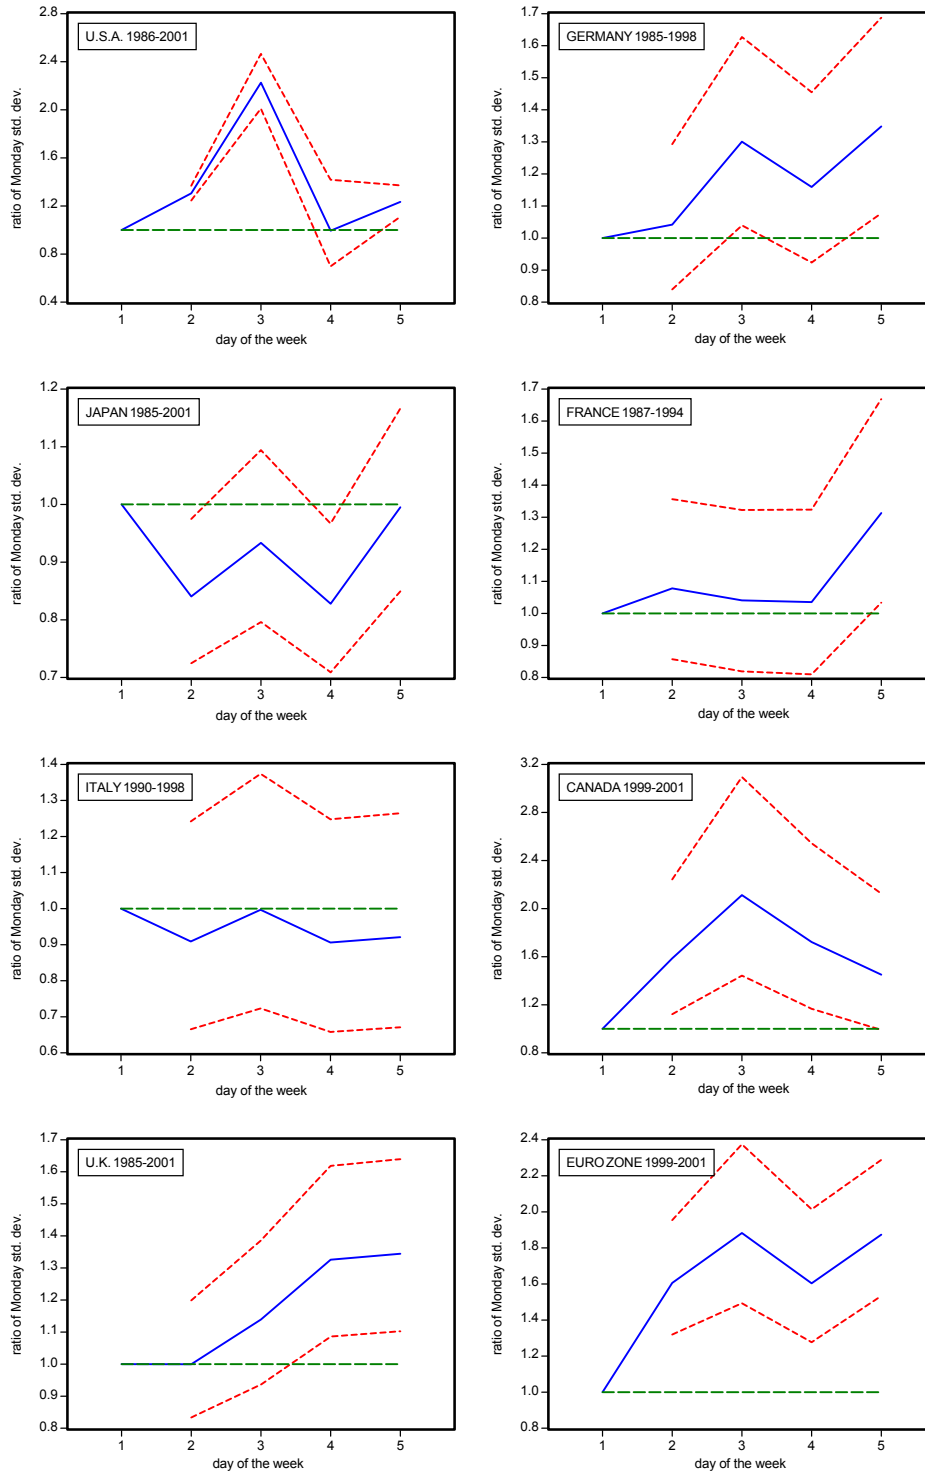 U.S.A. 1986-2001
ratio of Monday std. dev.
2.8
2.4
2.0
1.6
1.2
0.8
0.4
1 2 3 4 5
day of the week
GERMANY 1985-1998
ratio of Monday std. dev.
1.7
1.6
1.5
1.4
1.3
1.2
1.1
1.0
0.9
0.8
1 2 3 4 5
day of the week
JAPAN 1985-2001
ratio of Monday std. dev.
1.2
1.1
1.0
0.9
0.8
0.7
1 2 3 4 5
day of the week
FRANCE 1987-1994
ratio of Monday std. dev.
1.7
1.6
1.5
1.4
1.3
1.2
1.1
1.0
0.9
0.8
1 2 3 4 5
day of the week
ITALY 1990-1998
ratio of Monday std. dev.
1.4
1.3
1.2
1.1
1.0
0.9
0.8
0.7
0.6
1 2 3 4 5
day of the week
CANADA 1999-2001
ratio of Monday std. dev.
3.2
2.8
2.4
2.0
1.6
1.2
0.8
1 2 3 4 5
day of the week
U.K. 1985-2001
ratio of Monday std. dev.
1.7
1.6
1.5
1.4
1.3
1.2
1.1
1.0
0.9
0.8
1 2 3 4 5
day of the week
EURO ZONE 1999-2001
ratio of Monday std. dev.
2.4
2.2
2.0
1.8
1.6
1.4
1.2
1.0
0.8
1 2 3 4 5
day of the week